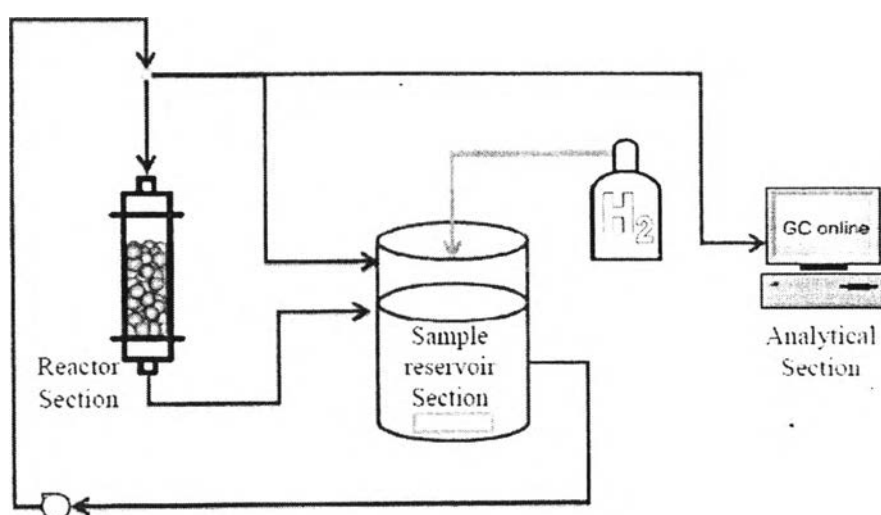 H2
GC online
Reactor
Section
Sample
reservoir
Section
Analytical
Section